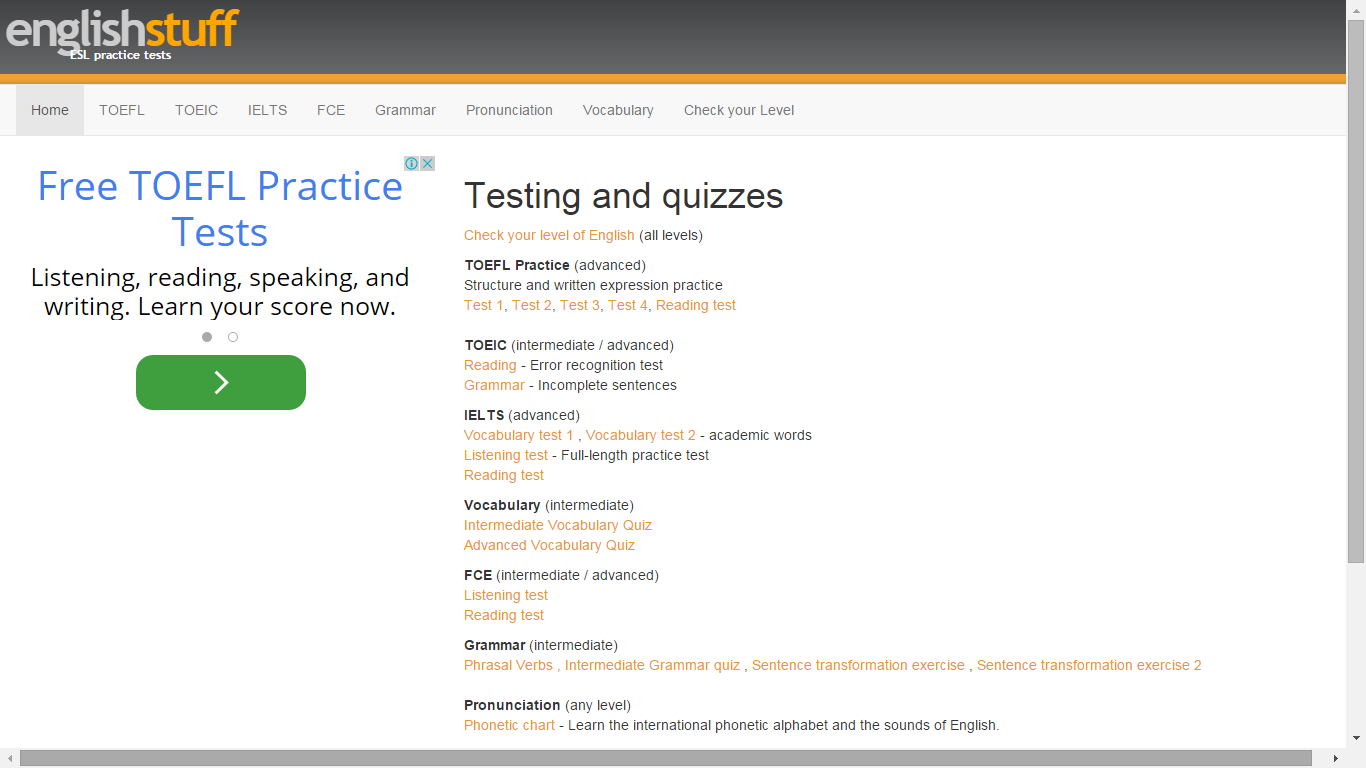 englishstuff
ESL practice tests
Home TOEFL TOEIC IELTS FCE Grammar Pronunciation Vocabulary Check your Level
Free TOEFL Practice
Tests
Listening, reading, speaking, and
writing. Learn your score now.
Testing and quizzes
Check your level of English (all levels)
TOEFL Practice (advanced)
Structure and written expression practice
Test 1, Test 2, Test 3, Test 4, Reading test
TOEIC (intermediate / advanced)
Reading - Error recognition test
Grammar - Incomplete sentences
IELTS (advanced)
Vocabulary test 1 , Vocabulary test 2 - academic words
Listening test - Full-length practice test
Reading test
Vocabulary (intermediate)
Intermediate Vocabulary Quiz
Advanced Vocabulary Quiz
FCE (intermediate / advanced)
Listening test
Reading test
Grammar (intermediate)
Phrasal Verbs , Intermediate Grammar quiz , Sentence transformation exercise , Sentence transformation exercise 2
Pronunciation (any level)
Phonetic chart - Learn the international phonetic alphabet and the sounds of English.